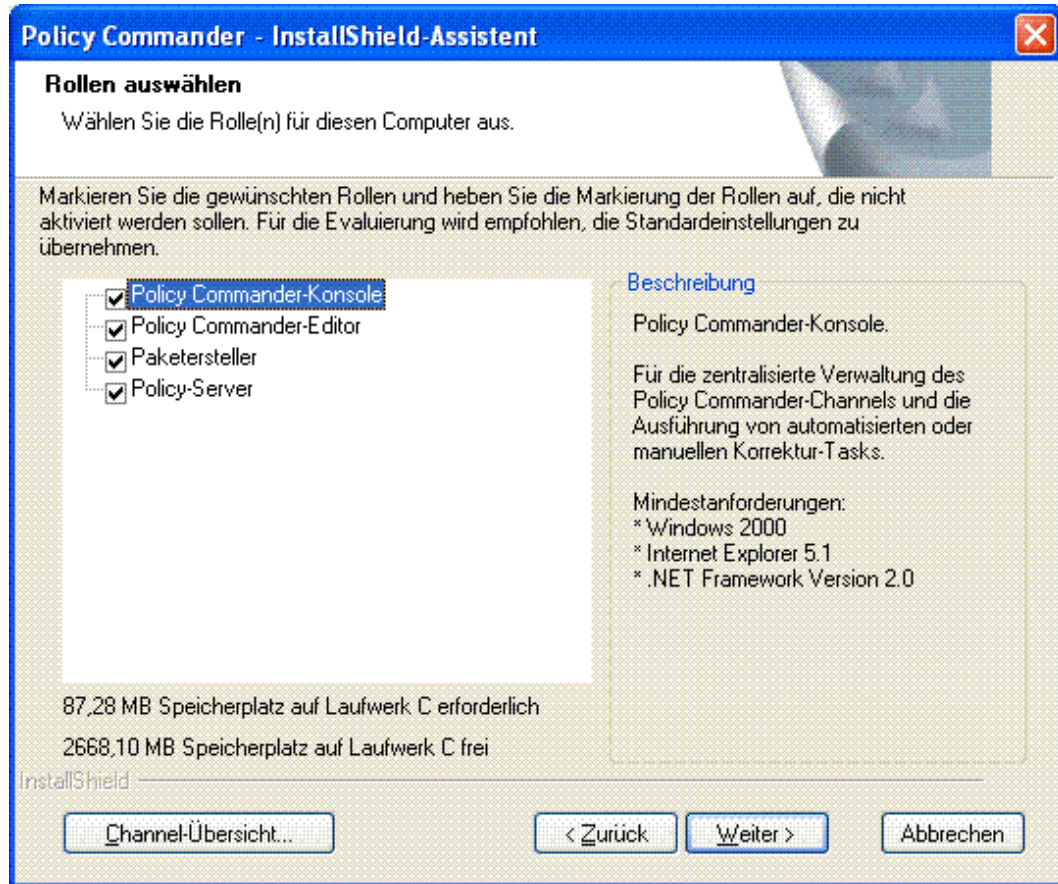 Policy Commander - InstallShield-Assistent
Rollen auswählen
Wählen Sie die Rolle(n) für diesen Computer aus.
Markieren Sie die gewünschten Rollen und heben Sie die Markierung der Rollen auf, die nicht
aktiviert werden sollen. Für die Evaluierung wird empfohlen, die Standardeinstellungen zu
übernehmen.
Policy Commander-Konsole
Policy Commander-Editor
Paketersteller
Policy-Server
87,28 MB Speicherplatz auf Laufwerk C erforderlich
2668,10 MB Speicherplatz auf Laufwerk C frei
Beschreibung
Policy Commander-Konsole.
Für die zentralisierte Verwaltung des
Policy Commander-Channels und die
Ausführung von automatisierten oder
manuellen Korrektur-Tasks.
Mindestanforderungen:
* Windows 2000
* Internet Explorer 5.1
* .NET Framework Version 2.0
InstallShield
Channel-Übersicht...
< Zurück
Weiter >
Abbrechen